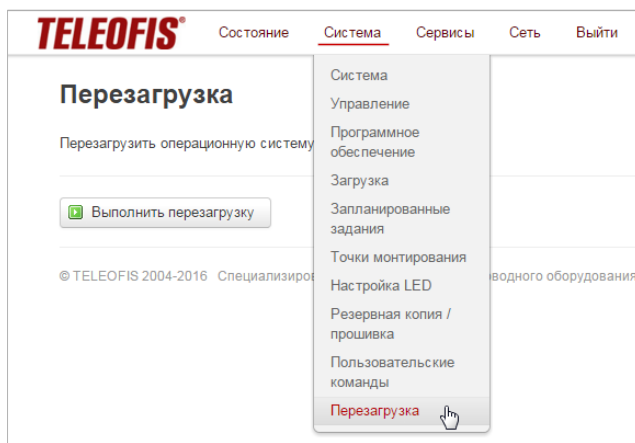 TELEOFIS® Состояние Система Сервисы Сеть Выйти
Перезагрузка
Перезагрузить операционную систему
Выполнить перезагрузку
© TELEOFIS 2004-2016 Специализиро
Система
Управление
Программное
обеспечение
Загрузка
Запланированные
задания
Точки монтирования
Настройка LED
Резервная копия /
прошивка
Пользовательские
команды
Перезагрузка
водного оборудования